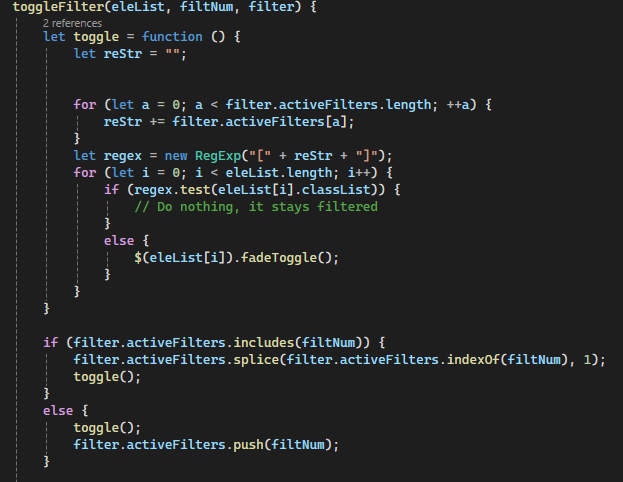 toggleFilter(eleList, filtNum, filter) {
2 references
let toggle = function () {
let reStr = "";
for (let a = 0; a < filter.activeFilters.length; ++a) {
reStr += filter.activeFilters[a];
}
let regex = new RegExp("[" + reStr + "]");
for (let i = 0; i < eleList.length; i++) {
if (regex.test(eleList[i].classList)) {
// Do nothing, it stays filtered
}
else {
$(eleList[i]).fadeToggle();
}
}
}
if (filter.activeFilters.includes(filtNum)) {
filter.activeFilters.splice(filter.activeFilters.indexOf(filtNum), 1);
toggle();
}
else {
toggle();
filter.activeFilters.push(filtNum);
}